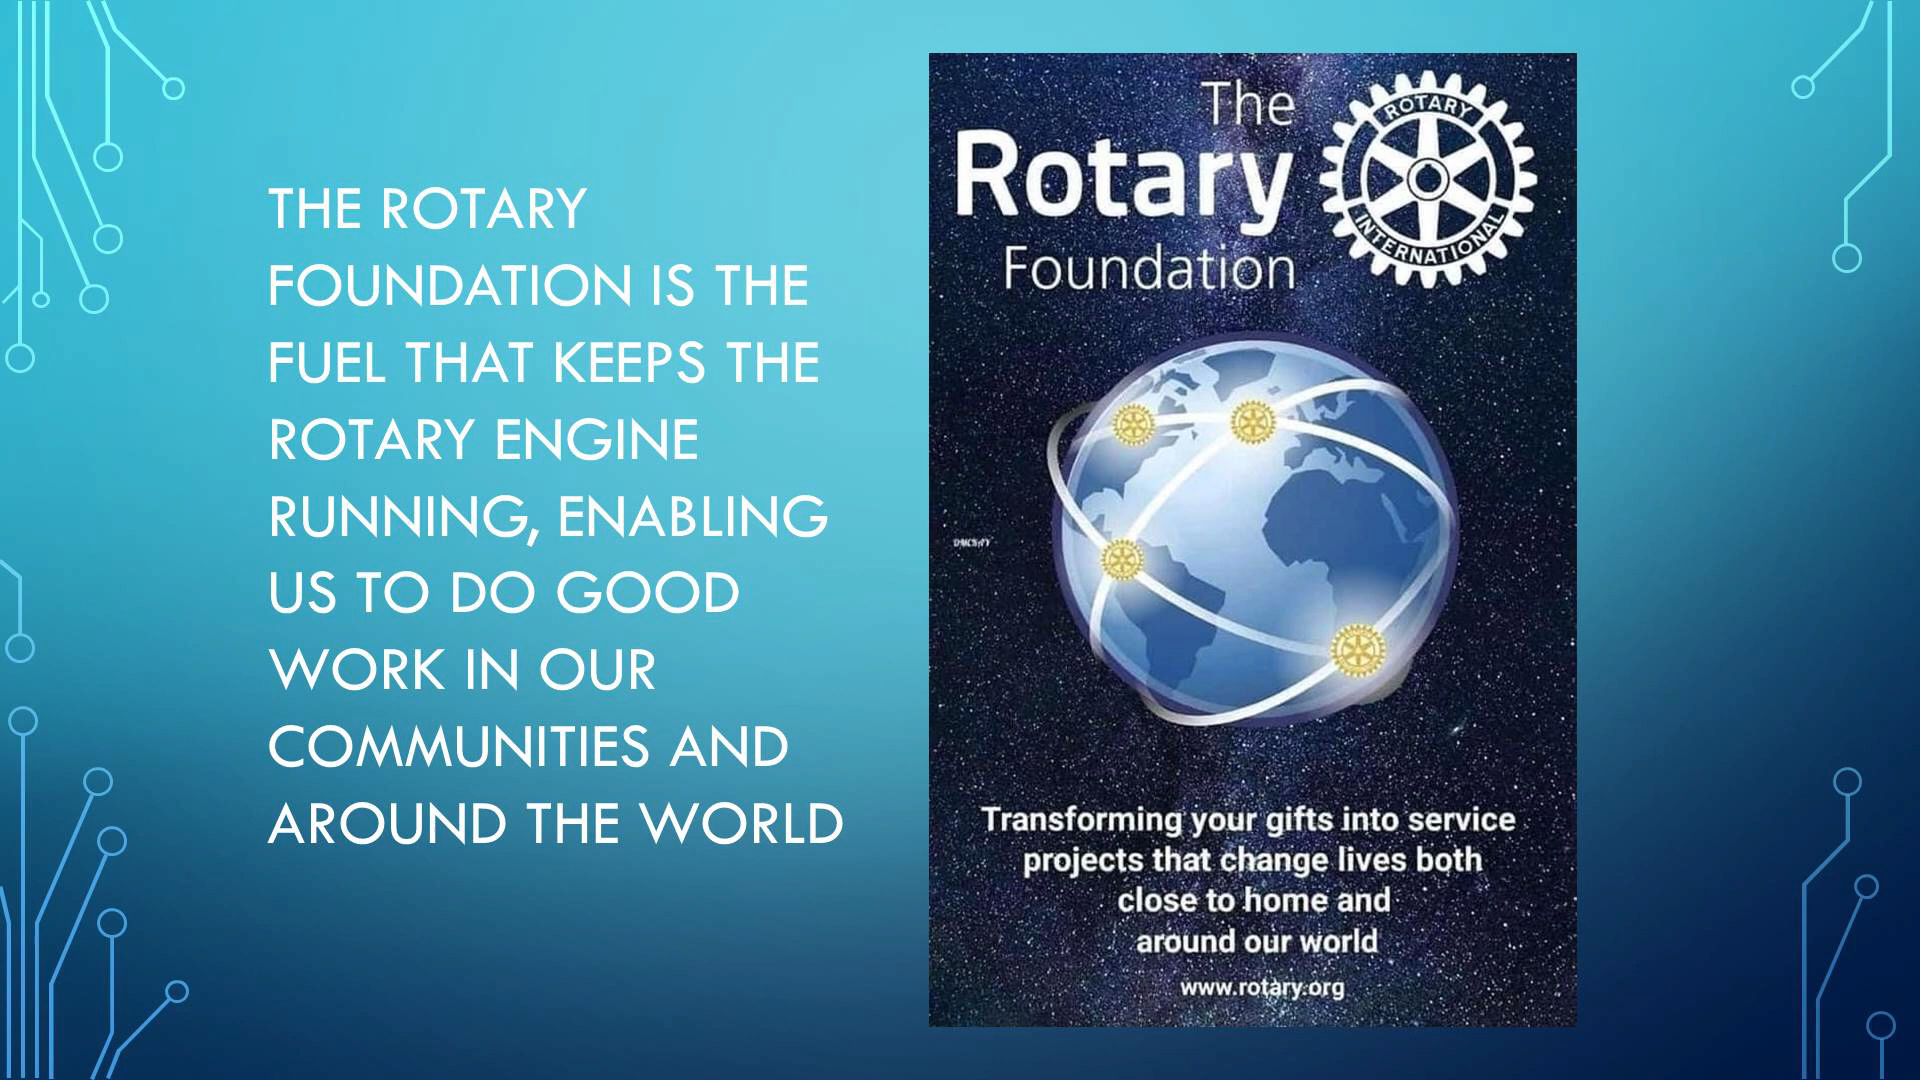 THE ROTARY
FOUNDATION IS THE
FUEL THAT KEEPS THE
ROTARY ENGINE
RUNNING, ENABLING
US TO DO GOOD
WORK IN OUR
COMMUNITIES AND
AROUND THE WORLD
The
Rotary
Foundation
ROTARY
INTERNATIONAL
Transforming your gifts into service
projects that change lives both
close to home and
around our world
www.rotary.org